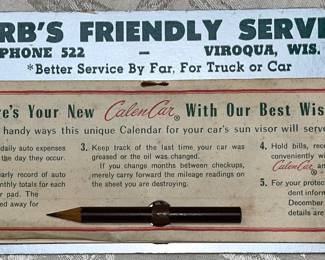 RB'S FRIENDLY SERV
PHONE 522 — VIROQUA, WIS.
*Better Service By Far, For Truck or Car
re's Your New CalenCar® With Our Best Wis
handy ways this unique Calendar for your car's sun visor will serve
daily auto expenses
the day they occur.
early record of auto
onthly totals for each
r pad. The
ed away for
3. Keep track of the last time your car was
greased or the oil was changed.
If you change months between checkups,
merely carry forward the mileage readings on
the sheet you are destroying.
4. Hold bills, rece
conveniently wi
CalenCar and
5. For your protec
dent informa
December
details are